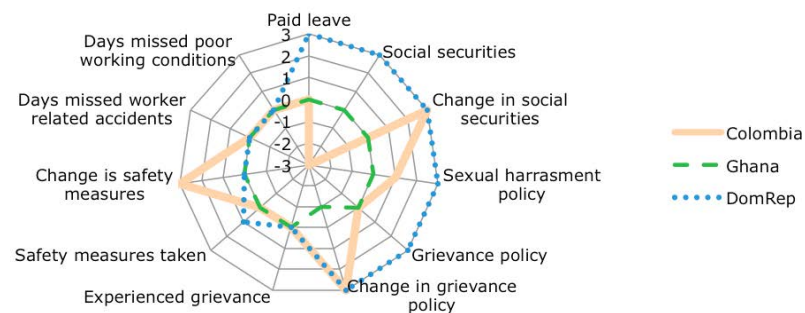 Paid leave
3
2
1
0
-1
-2
-3
Social securities
Change in social
securities
Sexual harrasment
policy
Grievance policy
Change in grievance
policy
Experienced grievance
Safety measures taken
Change is safety
measures
Days missed worker
related accidents
Days missed poor
working conditions
Colombia
Ghana
DomRep